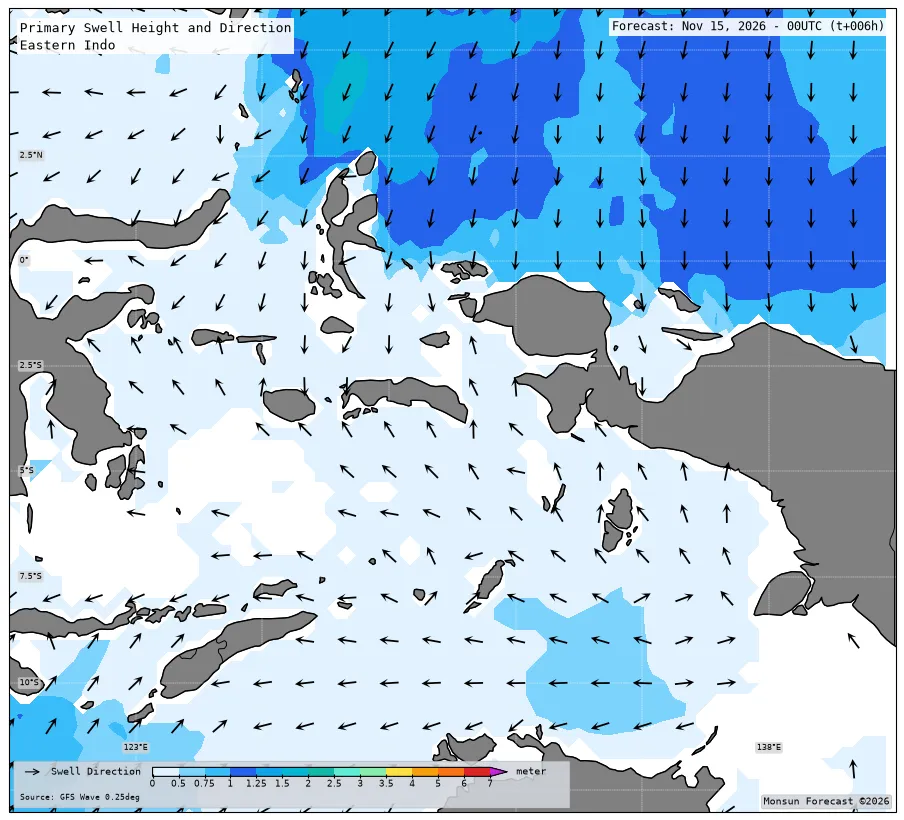 Primary Swell Height and Direction
Eastern Indo
Forecast: Nov 15, 2026 - 00UTC (t+006h)
2.5°N
0°
2.5°S
5°S
7.5°S
10°S
123°E
138°E
Swell Direction
0 0.5 0.75 1 1.25 1.5 2 2.5 3 3.5 4 5 6 7
meter
Source: GFS Wave 0.25deg
Monsun Forecast ©2026